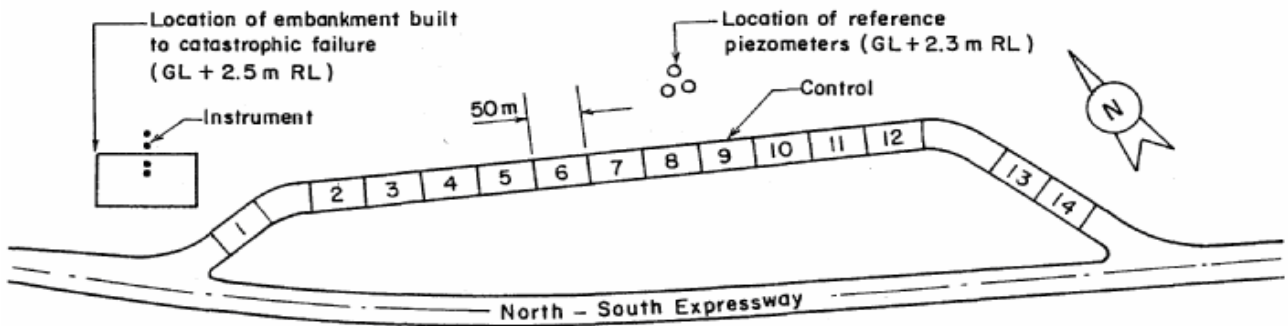 Location of embankment built
to catastrophic failure
(GL + 2.5 m RL)
Instrument
Location of reference
piezometers (GL + 2.3 m RL)
50 m
Control
N
1
2
3
4
5
6
7
8
9
10
11
12
13
14
North - South Expressway